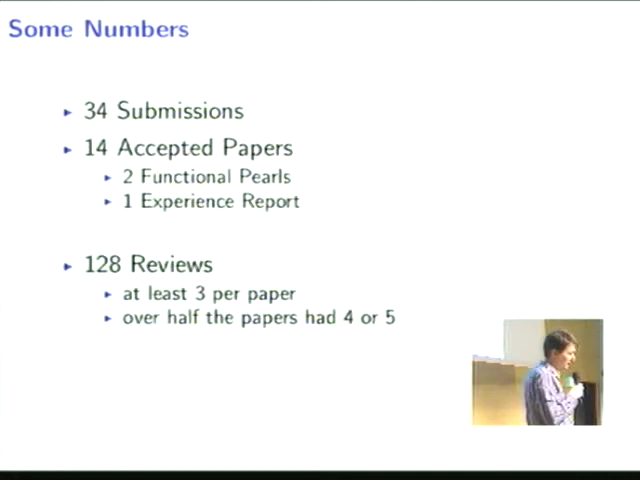 Some Numbers
34 Submissions
14 Accepted Papers
2 Functional Pearls
1 Experience Report
128 Reviews
at least 3 per paper
over half the papers had 4 or 5